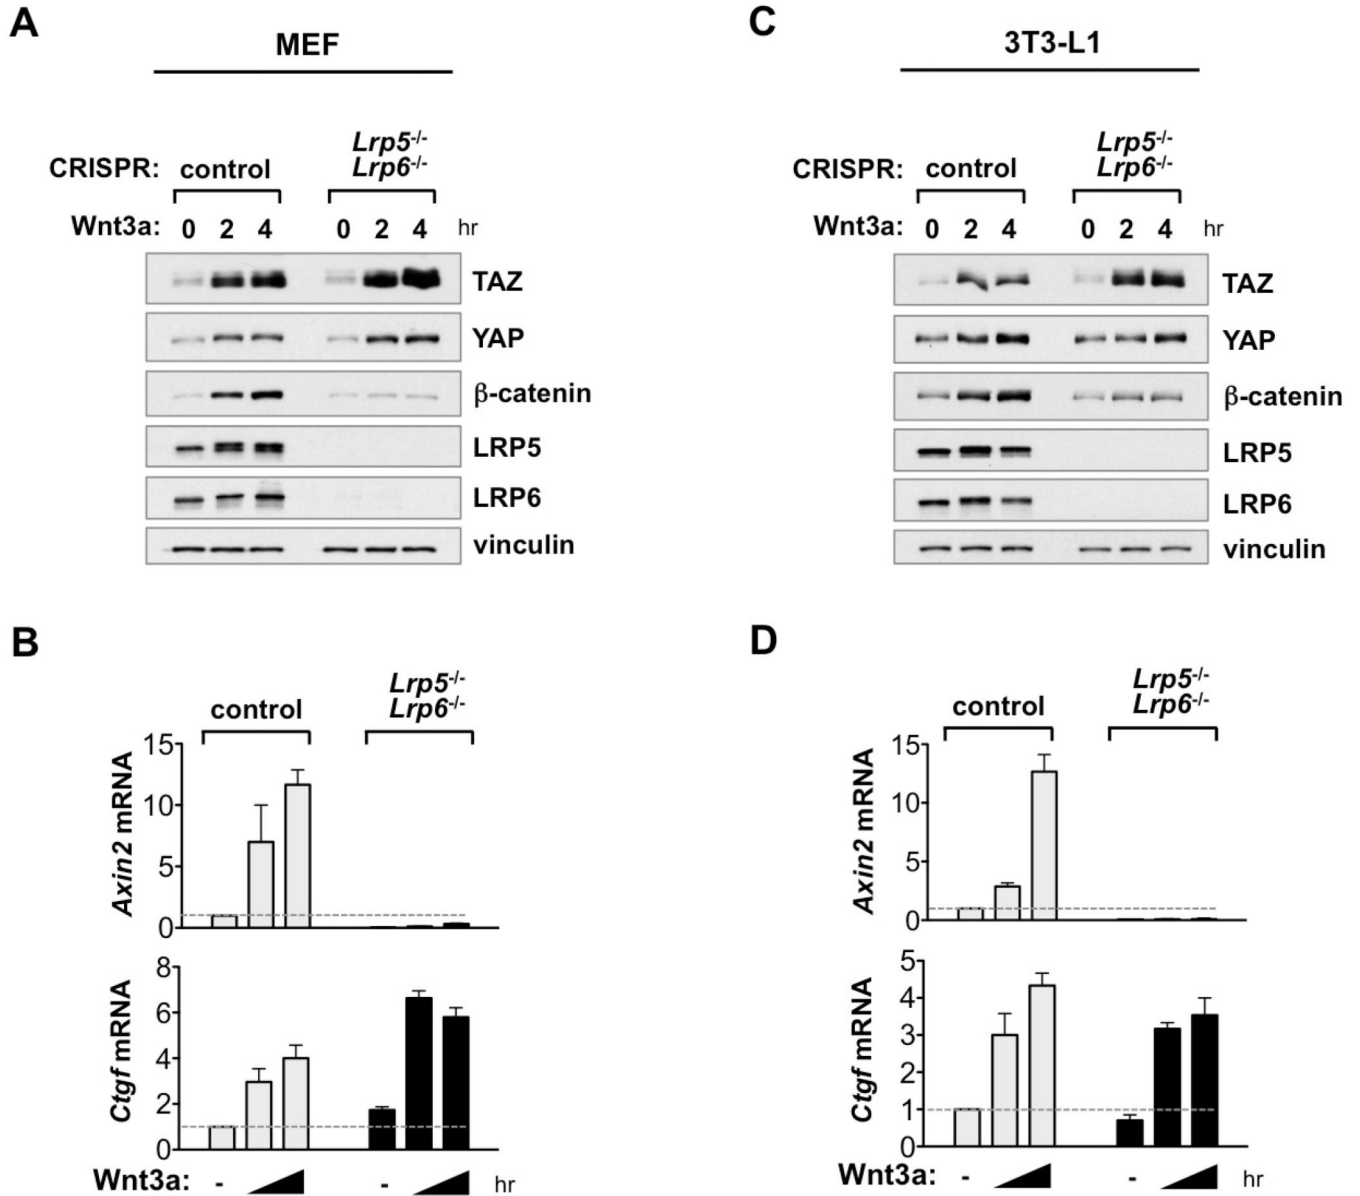 A
MEF
CRISPR: control Lrp5-/- Lrp6-/-
Wnt3a: 0 2 4 0 2 4 hr
TAZ
YAP
β-catenin
LRP5
LRP6
vinculin
C
3T3-L1
CRISPR: control Lrp5-/- Lrp6-/-
Wnt3a: 0 2 4 0 2 4 hr
TAZ
YAP
β-catenin
LRP5
LRP6
vinculin
B
control Lrp5-/- Lrp6-/-
Axin2 mRNA
15
10
5
0
Ctgf mRNA
8
6
4
2
0
Wnt3a: - - hr
D
control Lrp5-/- Lrp6-/-
Axin2 mRNA
15
10
5
0
Ctgf mRNA
5
4
3
2
1
0
Wnt3a: - - hr